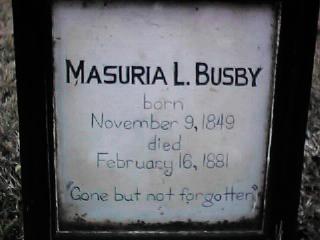 MASURIA L. BUSBY
born
November 9, 1849
died
February 16, 1881
"Gone but not forgotten"